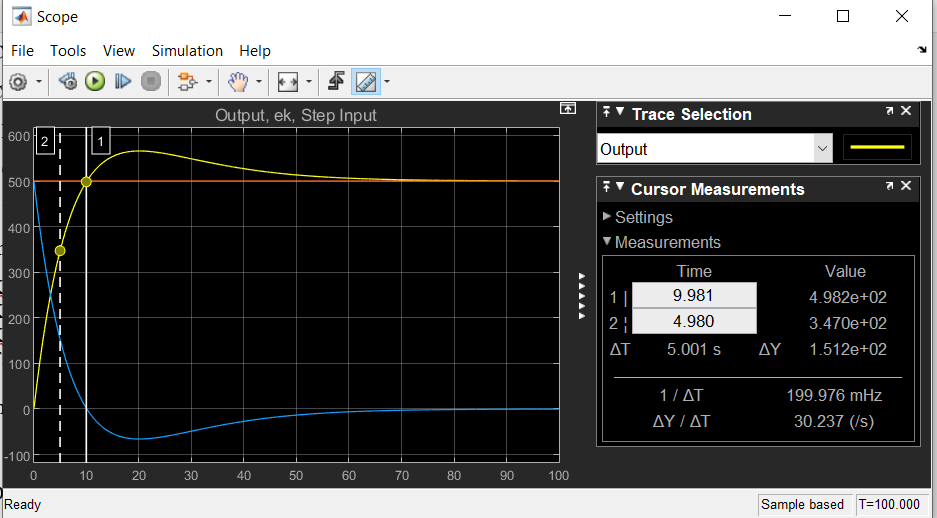 Scope
File Tools View Simulation Help
Output, ek, Step Input
600
500
400
300
200
100
0
-100
0 10 20 30 40 50 60 70 80 90 100
2
1
Trace Selection
Output
Cursor Measurements
Settings
Measurements
Time Value
1 | 9.981 4.982e+02
2 ¦ 4.980 3.470e+02
ΔT 5.001 s ΔY 1.512e+02
1 / ΔT 199.976 mHz
ΔY / ΔT 30.237 (/s)
Ready Sample based T=100.000